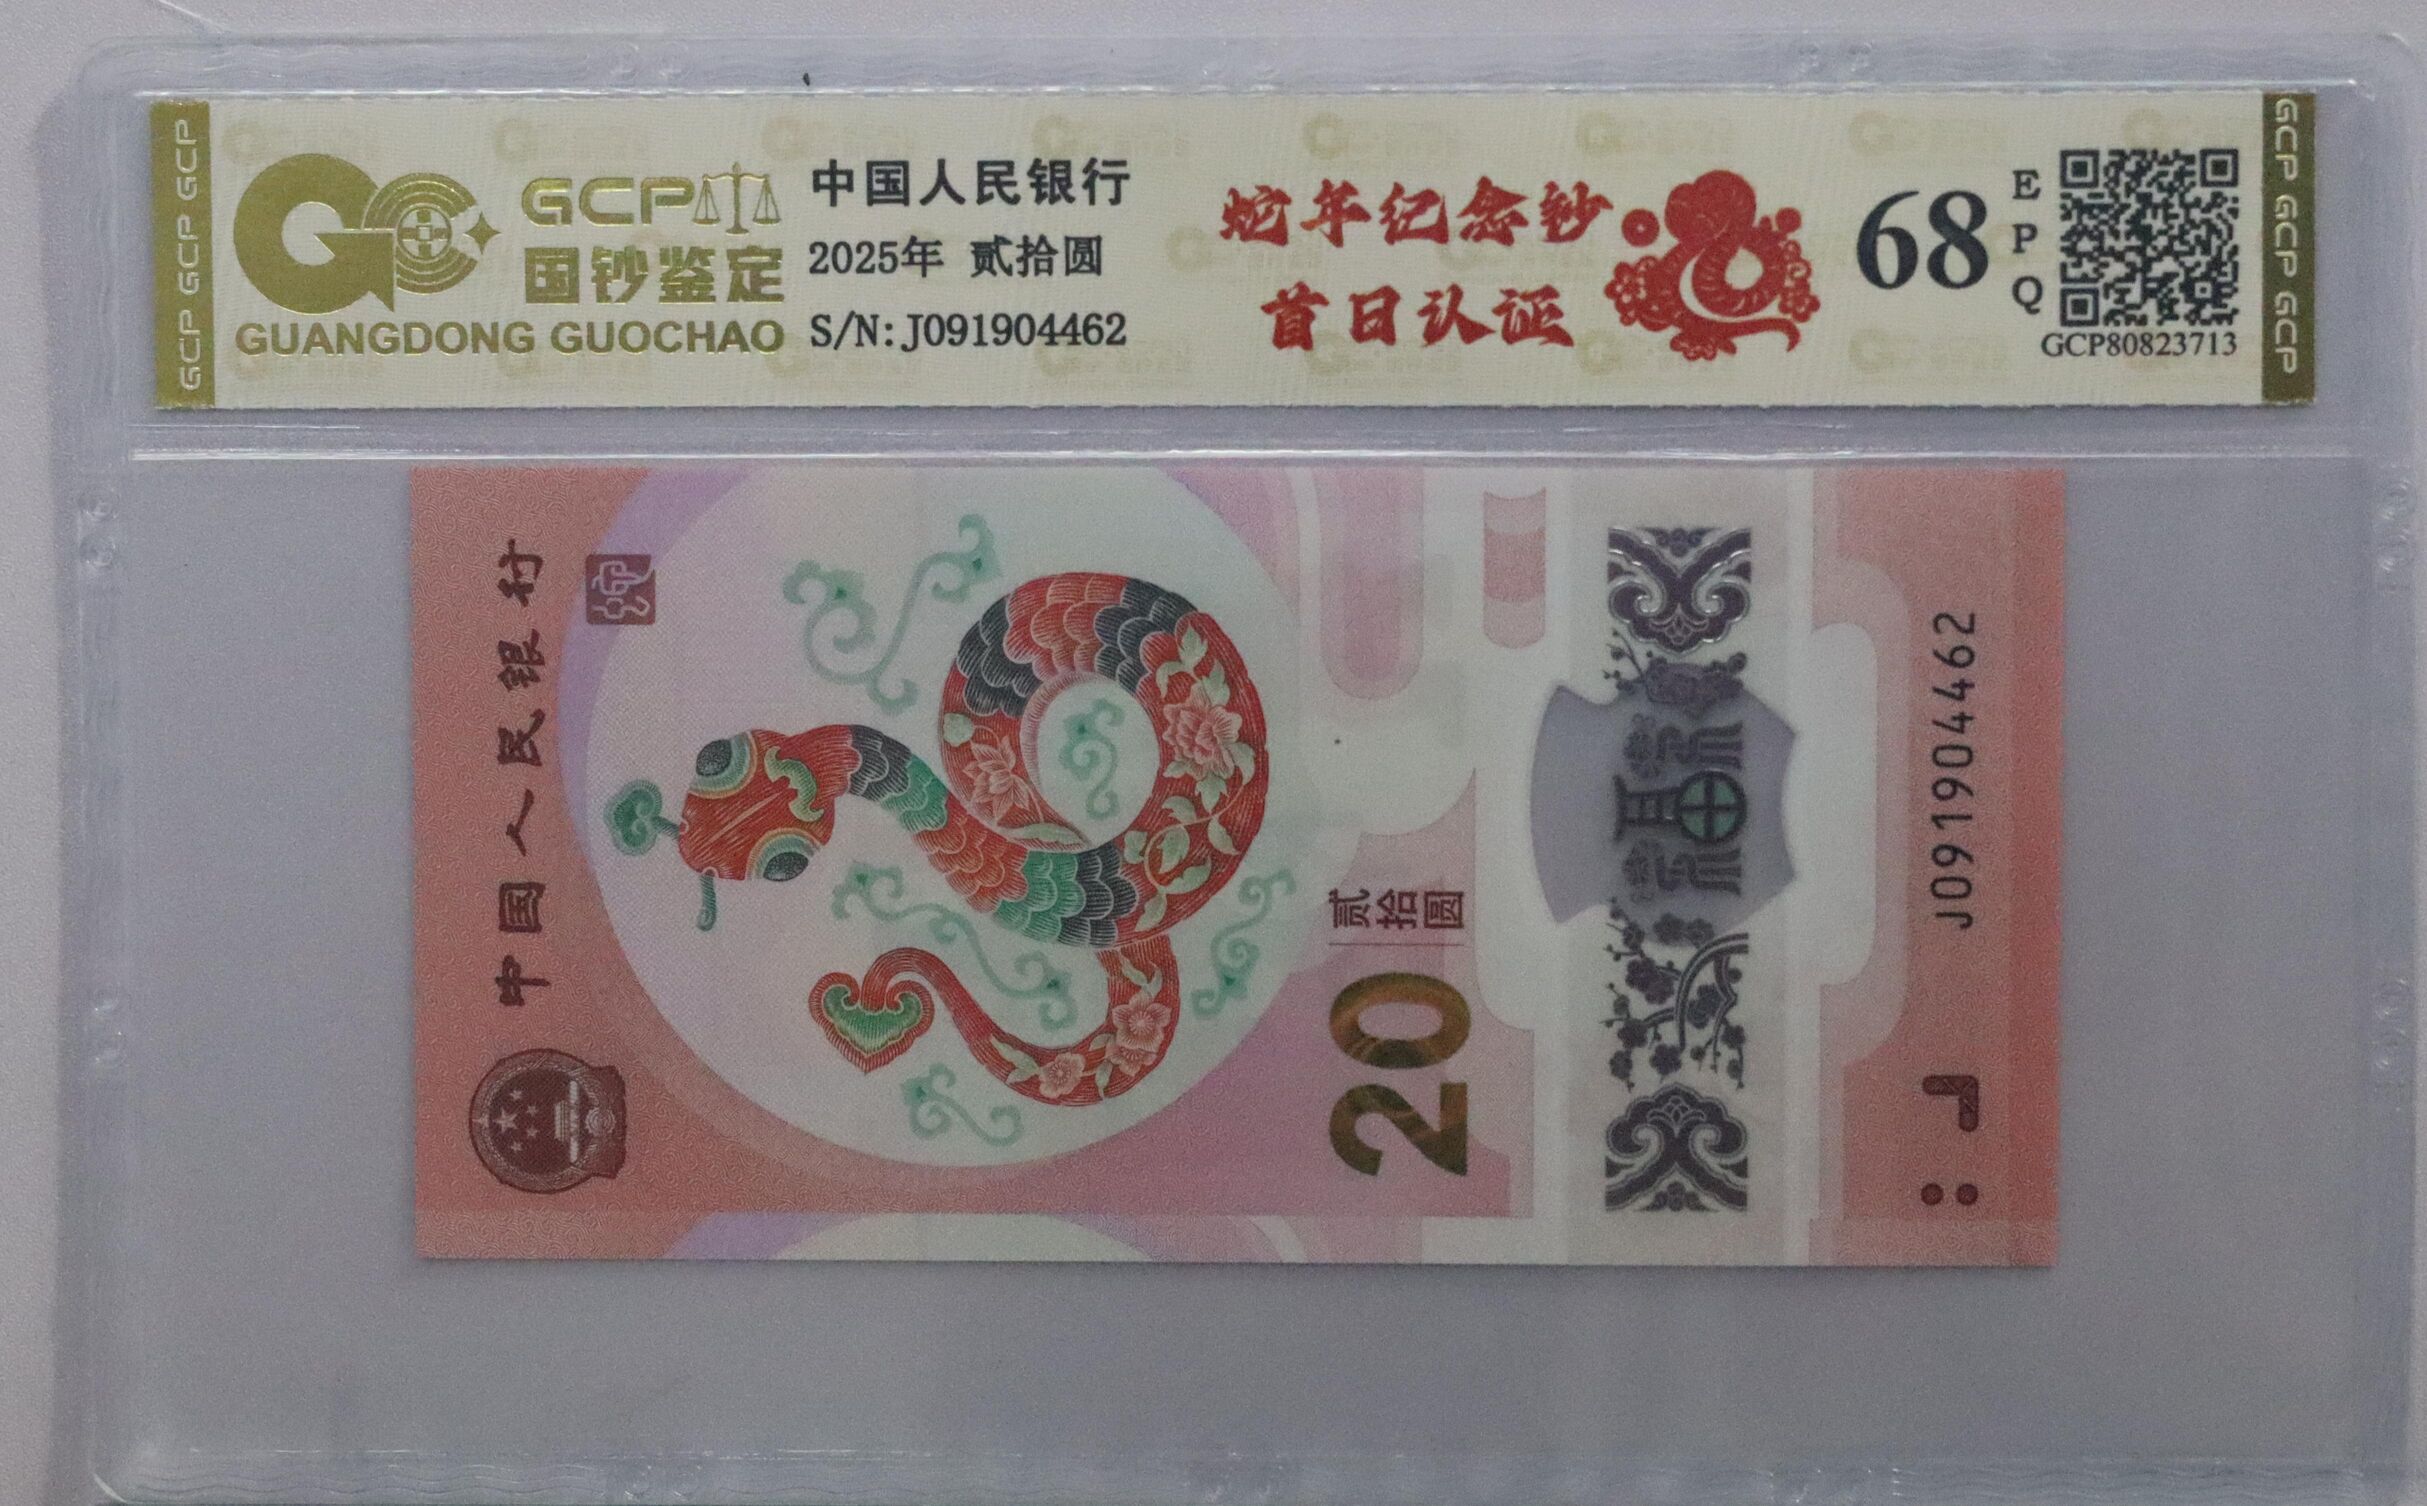 GCP GCP GCP
GCP
国钞鉴定
GUANGDONG GUOCHAO
中国人民银行
2025年 贰拾圆
S/N:J091904462
蛇年纪念钞
首日认证
68
EPQ
GCP80823713
GCP GCP GCP
中国人民银行
20
贰拾圆
J091904462